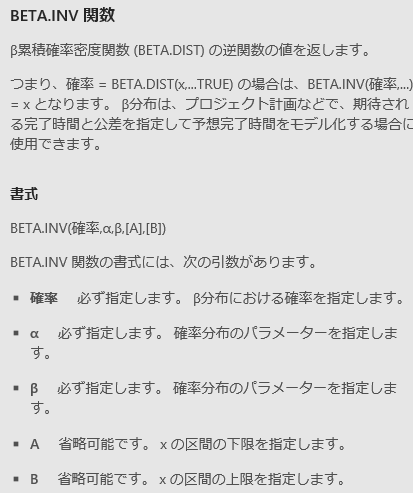 BETA.INV 関数
β累積確率密度関数 (BETA.DIST) の逆関数の値を返します。
つまり、確率 = BETA.DIST(x,...TRUE) の場合は、BETA.INV(確率,...)
= x となります。 β分布は、プロジェクト計画などで、期待され
る完了時間と公差を指定して予想完了時間をモデル化する場合に
使用できます。
書式
BETA.INV(確率,α,β,[A],[B])
BETA.INV 関数の書式には、次の引数があります。
▪ 確率 必ず指定します。 β分布における確率を指定します。
▪ α 必ず指定します。 確率分布のパラメーターを指定しま
す。
▪ β 必ず指定します。 確率分布のパラメーターを指定しま
す。
▪ A 省略可能です。 x の区間の下限を指定します。
▪ B 省略可能です。 x の区間の上限を指定します。